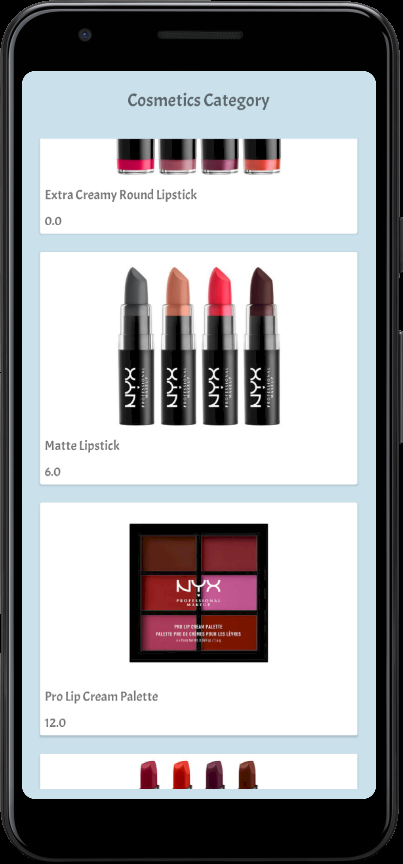 Cosmetics Category
Extra Creamy Round Lipstick
0.0
NYX NYX NYX NYX
PROFESSIONAL MAKEUP PROFESSIONAL MAKEUP PROFESSIONAL MAKEUP PROFESSIONAL MAKEUP
Matte Lipstick
6.0
NYX
PROFESSIONAL
MAKEUP
PRO LIP CREAM PALETTE
PALETTE PRO DE CRÈMES POUR LES LÈVRES
Pro Lip Cream Palette
12.0